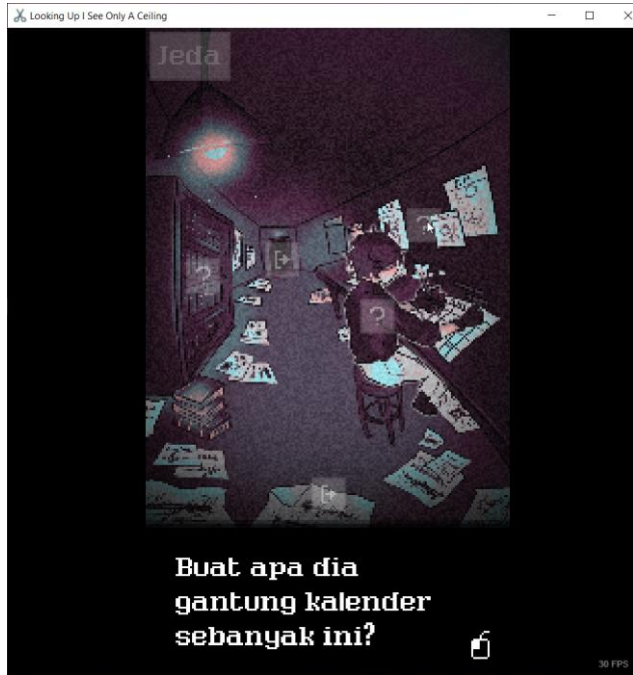 Looking Up I See Only A Ceiling
Jeda
?
?
?
Buat apa dia
gantung kalender
sebanyak ini?
30 FPS